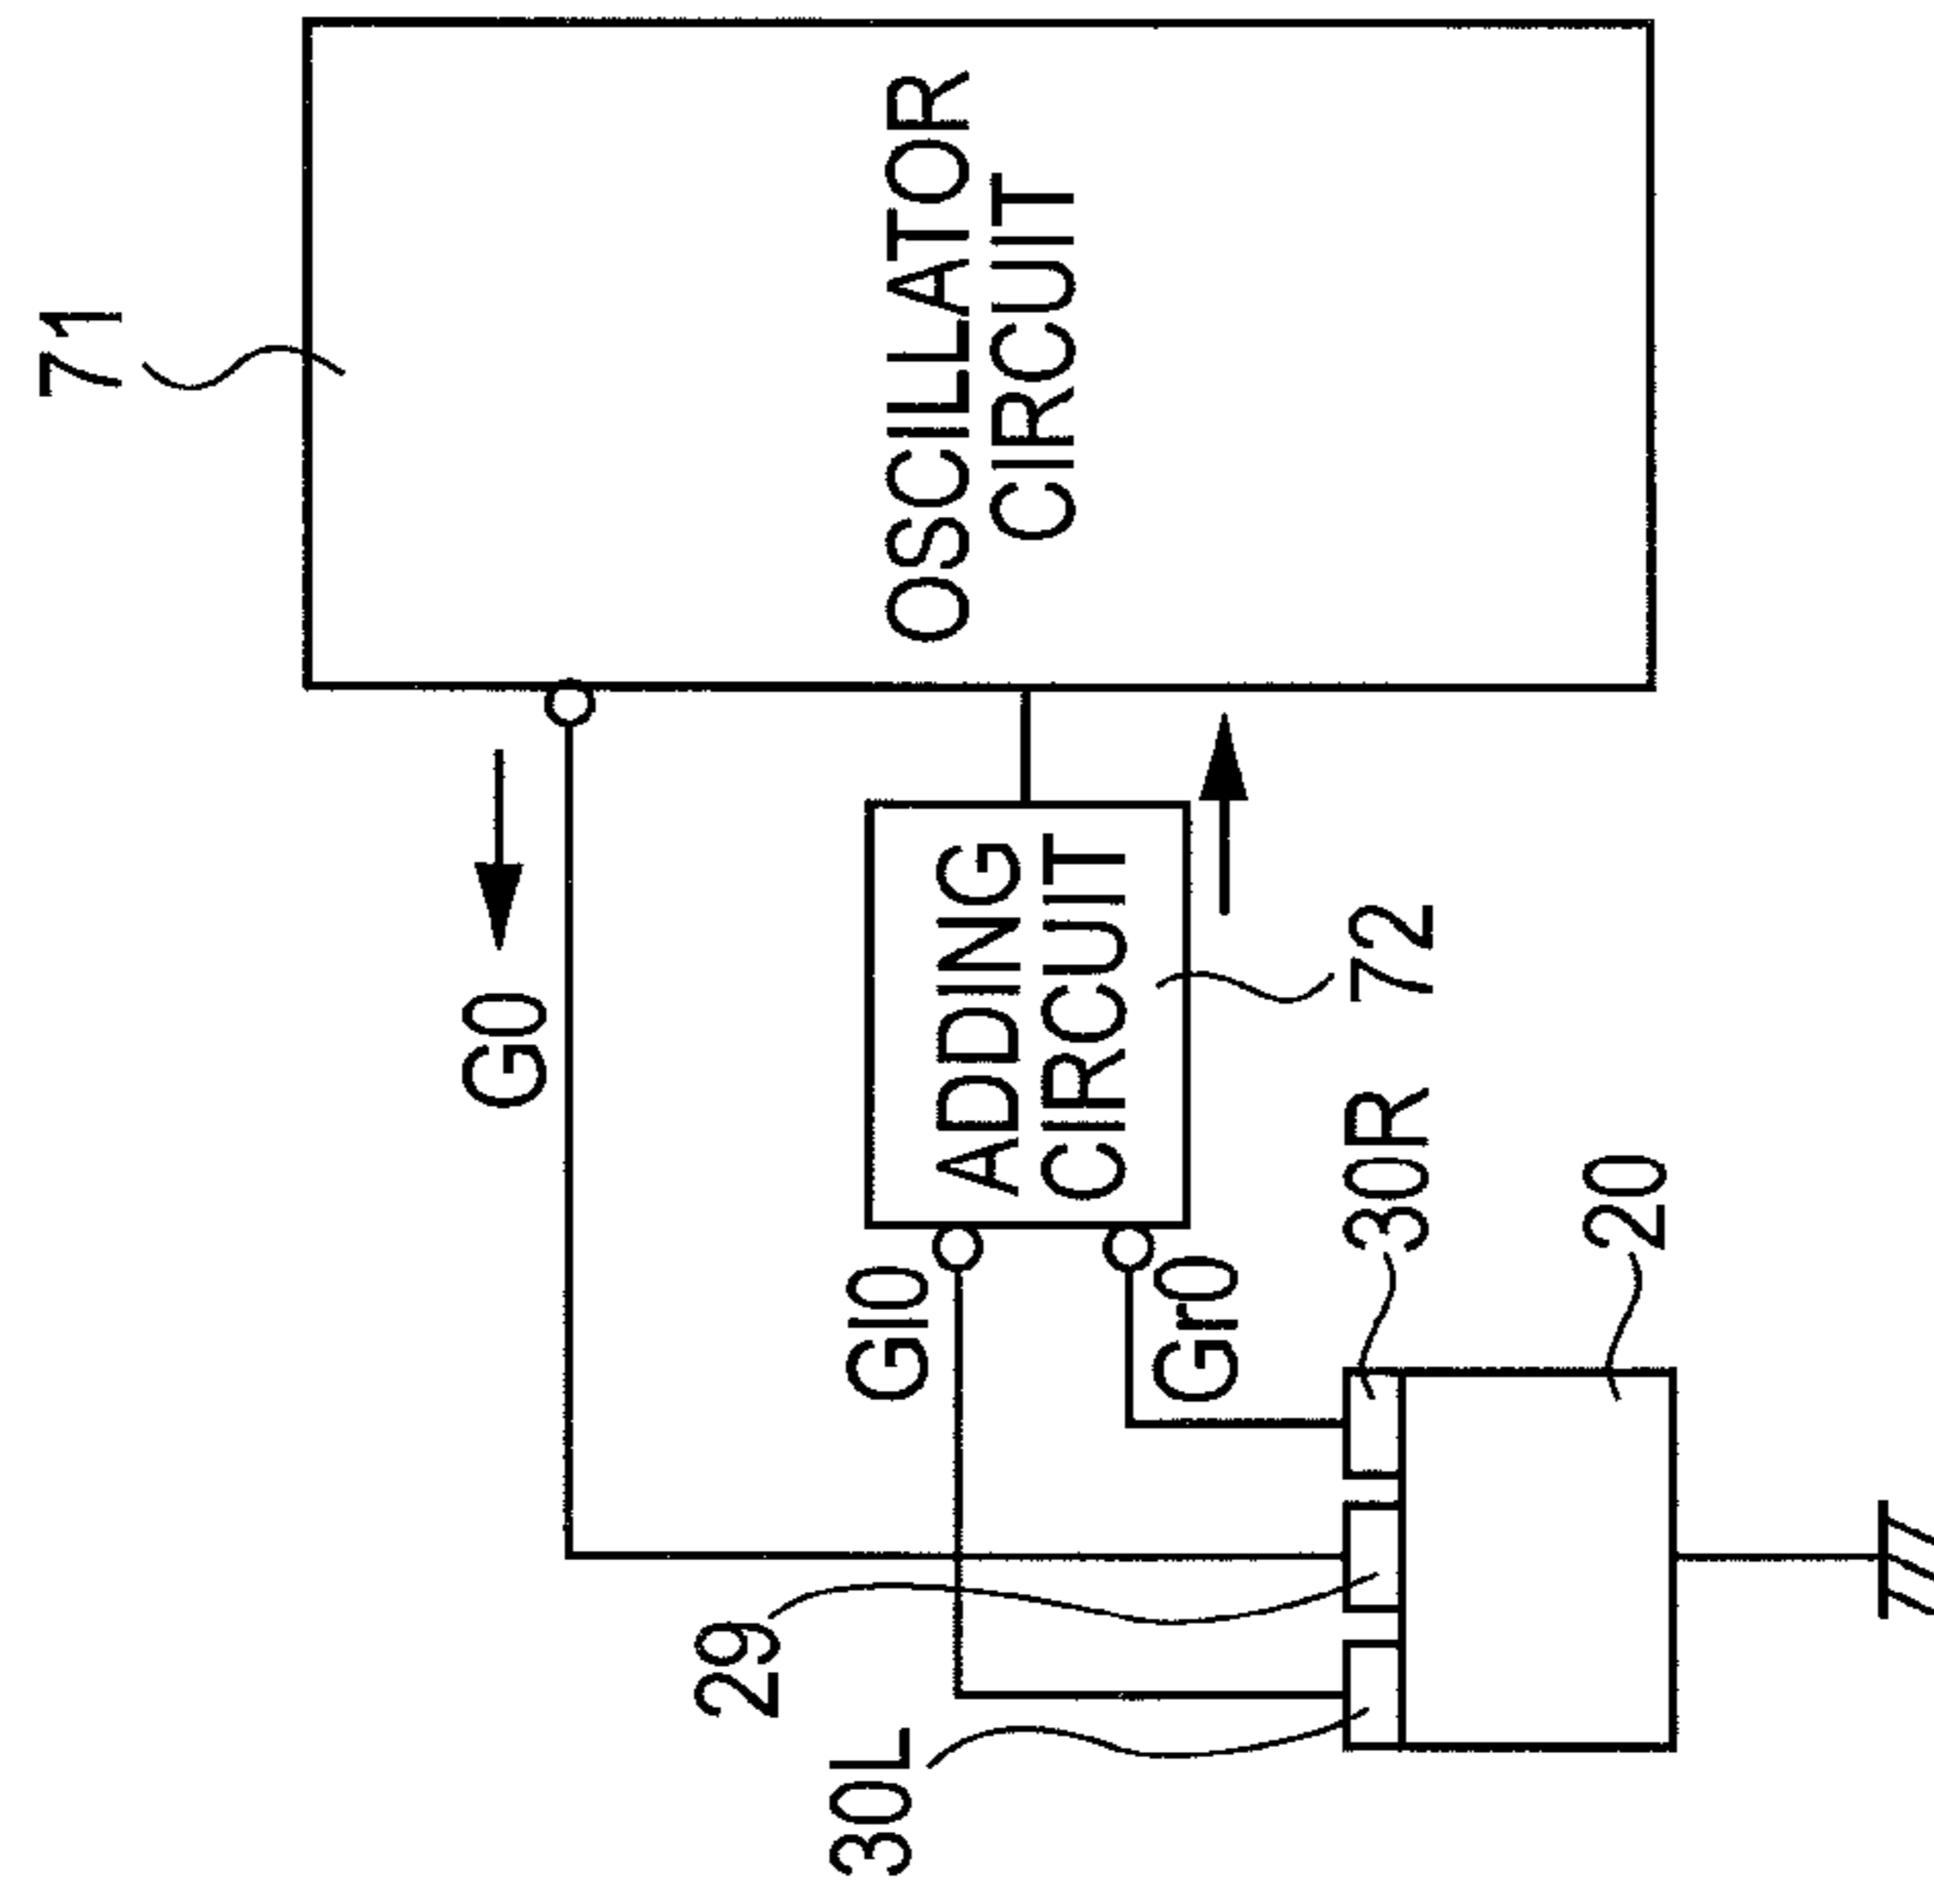 71
OSCILLATOR
CIRCUIT
G0
ADDING
CIRCUIT
72
Gl0
Gr0
30R
20
29
30L